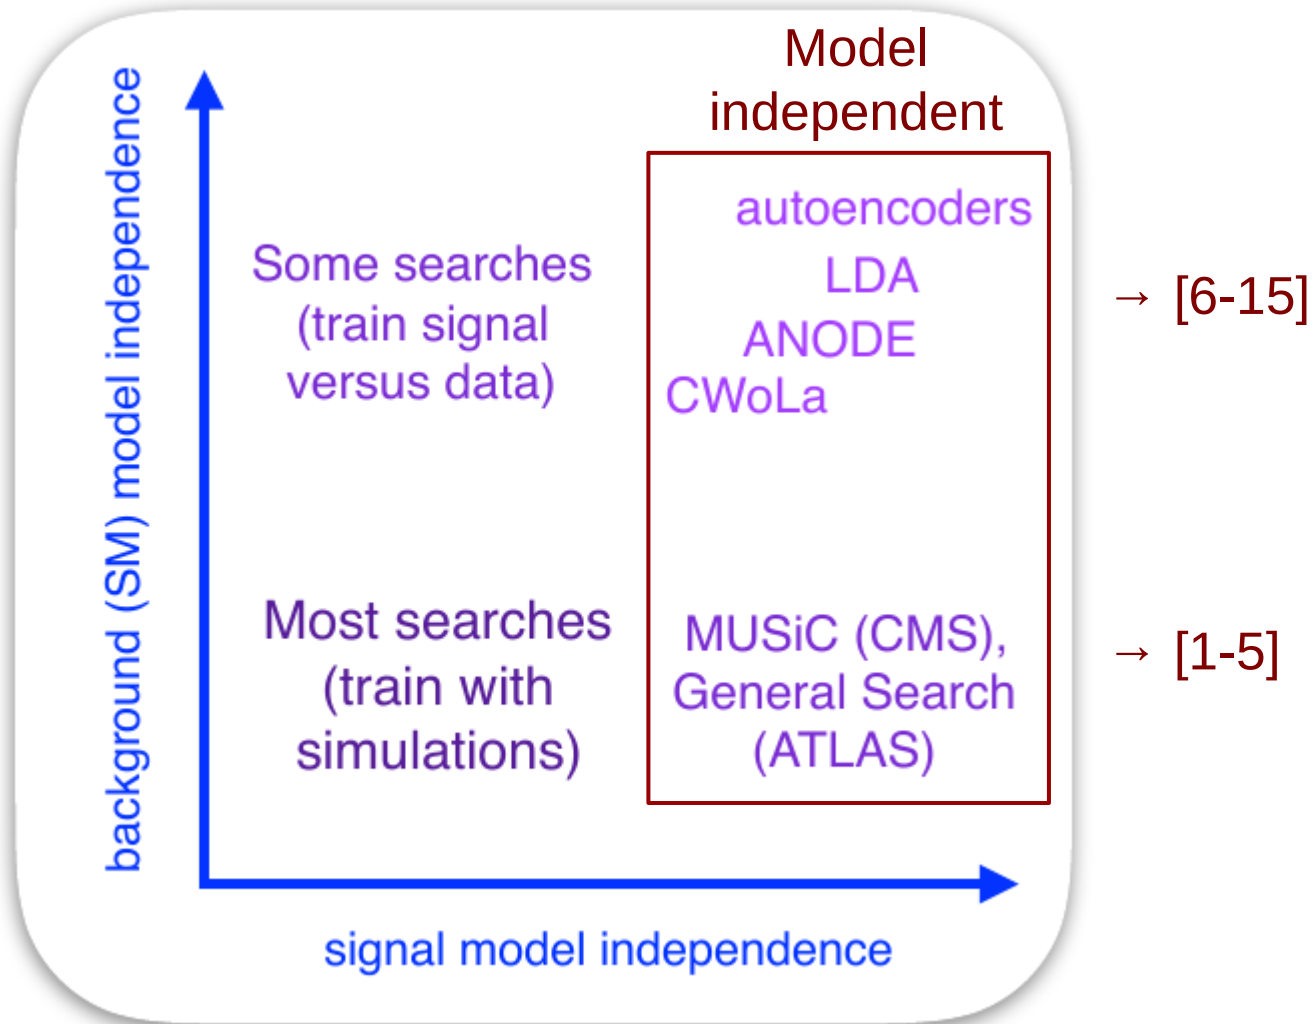 Model
independent
background (SM) model independence
autoencoders
LDA
ANODE
CWoLa
Some searches
(train signal
versus data)
→ [6-15]
Most searches
(train with
simulations)
MUSiC (CMS),
General Search
(ATLAS)
→ [1-5]
signal model independence